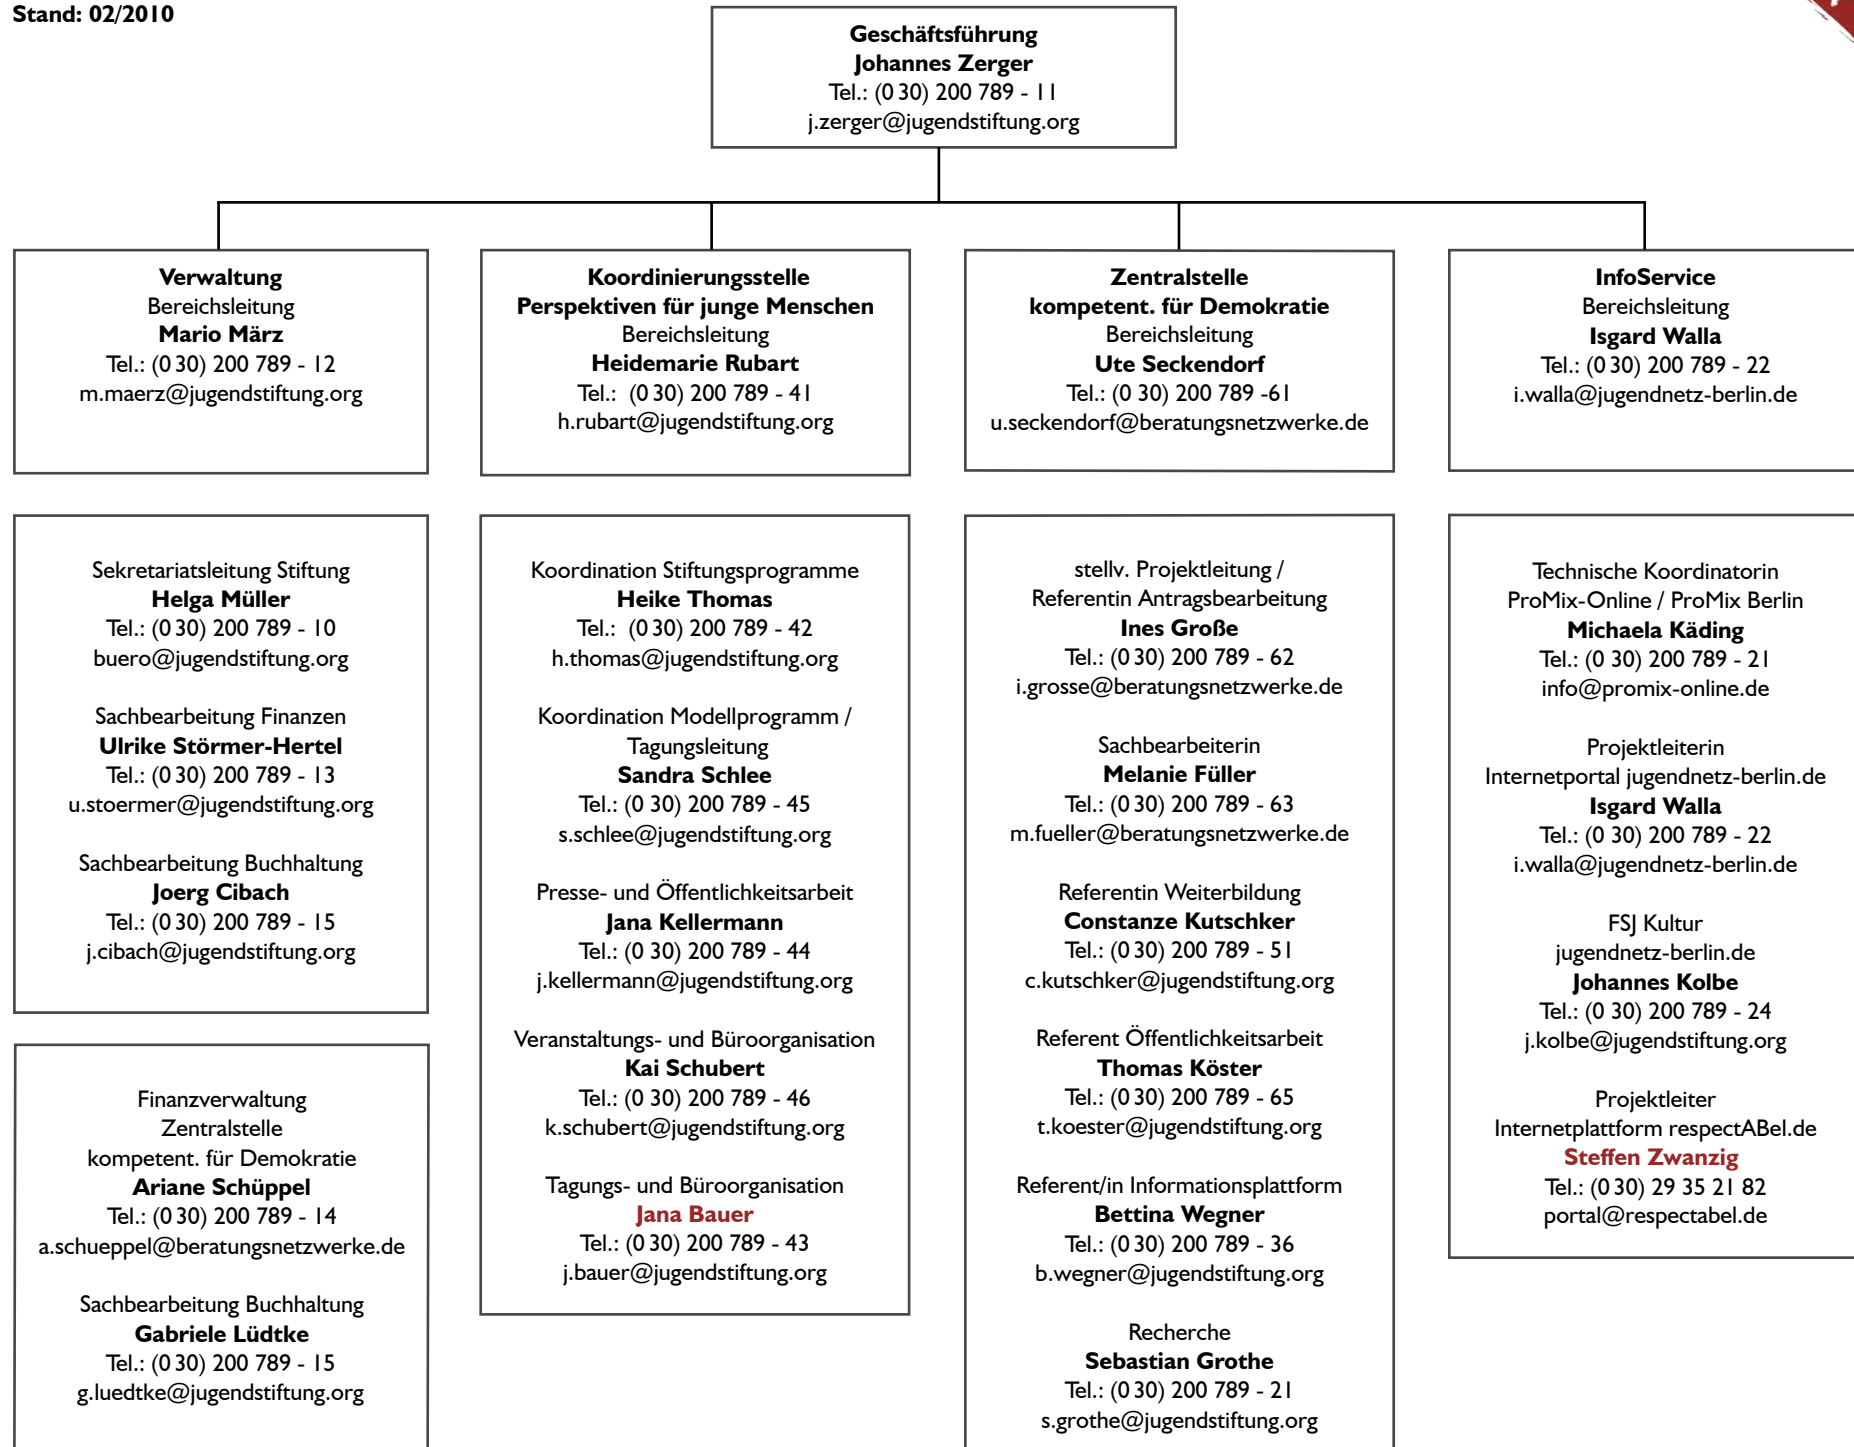 Stand: 02/2010
Geschäftsführung
Johannes Zerger
Tel.: (0 30) 200 789 - 11
j.zerger@jugendstiftung.org
Verwaltung
Bereichsleitung
Mario März
Tel.: (0 30) 200 789 - 12
m.maerz@jugendstiftung.org
Koordinierungsstelle
Perspektiven für junge Menschen
Bereichsleitung
Heidemarie Rubart
Tel.: (0 30) 200 789 - 41
h.rubart@jugendstiftung.org
Zentralstelle
kompetent. für Demokratie
Bereichsleitung
Ute Seckendorf
Tel.: (0 30) 200 789 -61
u.seckendorf@beratungsnetzwerke.de
InfoService
Bereichsleitung
Isgard Walla
Tel.: (0 30) 200 789 - 22
i.walla@jugendnetz-berlin.de
Sekretariatsleitung Stiftung
Helga Müller
Tel.: (0 30) 200 789 - 10
buero@jugendstiftung.org
Sachbearbeitung Finanzen
Ulrike Störmer-Hertel
Tel.: (0 30) 200 789 - 13
u.stoermer@jugendstiftung.org
Sachbearbeitung Buchhaltung
Joerg Cibach
Tel.: (0 30) 200 789 - 15
j.cibach@jugendstiftung.org
Finanzverwaltung
Zentralstelle
kompetent. für Demokratie
Ariane Schüppel
Tel.: (0 30) 200 789 - 14
a.schueppel@beratungsnetzwerke.de
Sachbearbeitung Buchhaltung
Gabriele Lüdtke
Tel.: (0 30) 200 789 - 15
g.luedtke@jugendstiftung.org
Koordination Stiftungsprogramme
Heike Thomas
Tel.: (0 30) 200 789 - 42
h.thomas@jugendstiftung.org
Koordination Modellprogramm /
Tagungsleitung
Sandra Schlee
Tel.: (0 30) 200 789 - 45
s.schlee@jugendstiftung.org
Presse- und Öffentlichkeitsarbeit
Jana Kellermann
Tel.: (0 30) 200 789 - 44
j.kellermann@jugendstiftung.org
Veranstaltungs- und Büroorganisation
Kai Schubert
Tel.: (0 30) 200 789 - 46
k.schubert@jugendstiftung.org
Tagungs- und Büroorganisation
Jana Bauer
Tel.: (0 30) 200 789 - 43
j.bauer@jugendstiftung.org
stellv. Projektleitung /
Referentin Antragsbearbeitung
Ines Große
Tel.: (0 30) 200 789 - 62
i.grosse@beratungsnetzwerke.de
Sachbearbeiterin
Melanie Füller
Tel.: (0 30) 200 789 - 63
m.fueller@beratungsnetzwerke.de
Referentin Weiterbildung
Constanze Kutschker
Tel.: (0 30) 200 789 - 51
c.kutschker@jugendstiftung.org
Referent Öffentlichkeitsarbeit
Thomas Köster
Tel.: (0 30) 200 789 - 65
t.koester@jugendstiftung.org
Referent/in Informationsplattform
Bettina Wegner
Tel.: (0 30) 200 789 - 36
b.wegner@jugendstiftung.org
Recherche
Sebastian Grothe
Tel.: (0 30) 200 789 - 21
s.grothe@jugendstiftung.org
Technische Koordinatorin
ProMix-Online / ProMix Berlin
Michaela Käding
Tel.: (0 30) 200 789 - 21
info@promix-online.de
Projektleiterin
Internetportal jugendnetz-berlin.de
Isgard Walla
Tel.: (0 30) 200 789 - 22
i.walla@jugendnetz-berlin.de
FSJ Kultur
jugendnetz-berlin.de
Johannes Kolbe
Tel.: (0 30) 200 789 - 24
j.kolbe@jugendstiftung.org
Projektleiter
Internetplattform respectABel.de
Steffen Zwanzig
Tel.: (0 30) 29 35 21 82
portal@respectabel.de